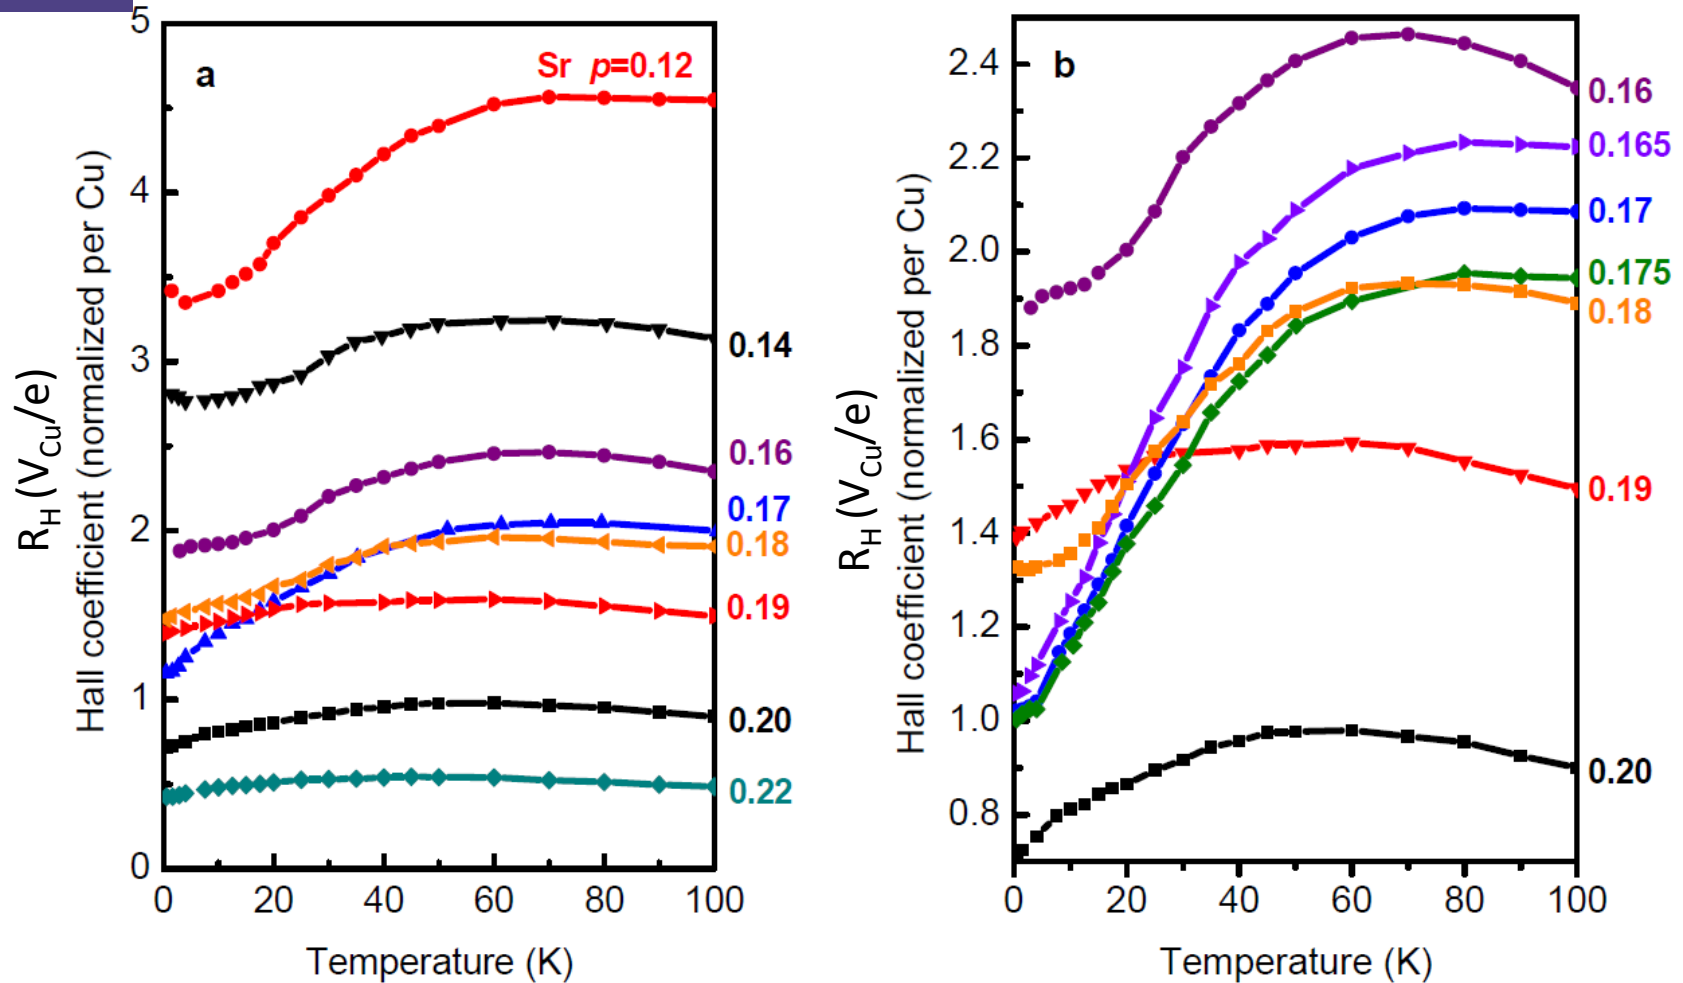 a
Sr p=0.12
0.14
0.16
0.17
0.18
0.19
0.20
0.22
5
4
3
2
1
0
0 20 40 60 80 100
Temperature (K)
R_H (V_Cu/e)
Hall coefficient (normalized per Cu)
b
0.16
0.165
0.17
0.175
0.18
0.19
0.20
2.4
2.2
2.0
1.8
1.6
1.4
1.2
1.0
0.8
0 20 40 60 80 100
Temperature (K)
R_H (V_Cu/e)
Hall coefficient (normalized per Cu)